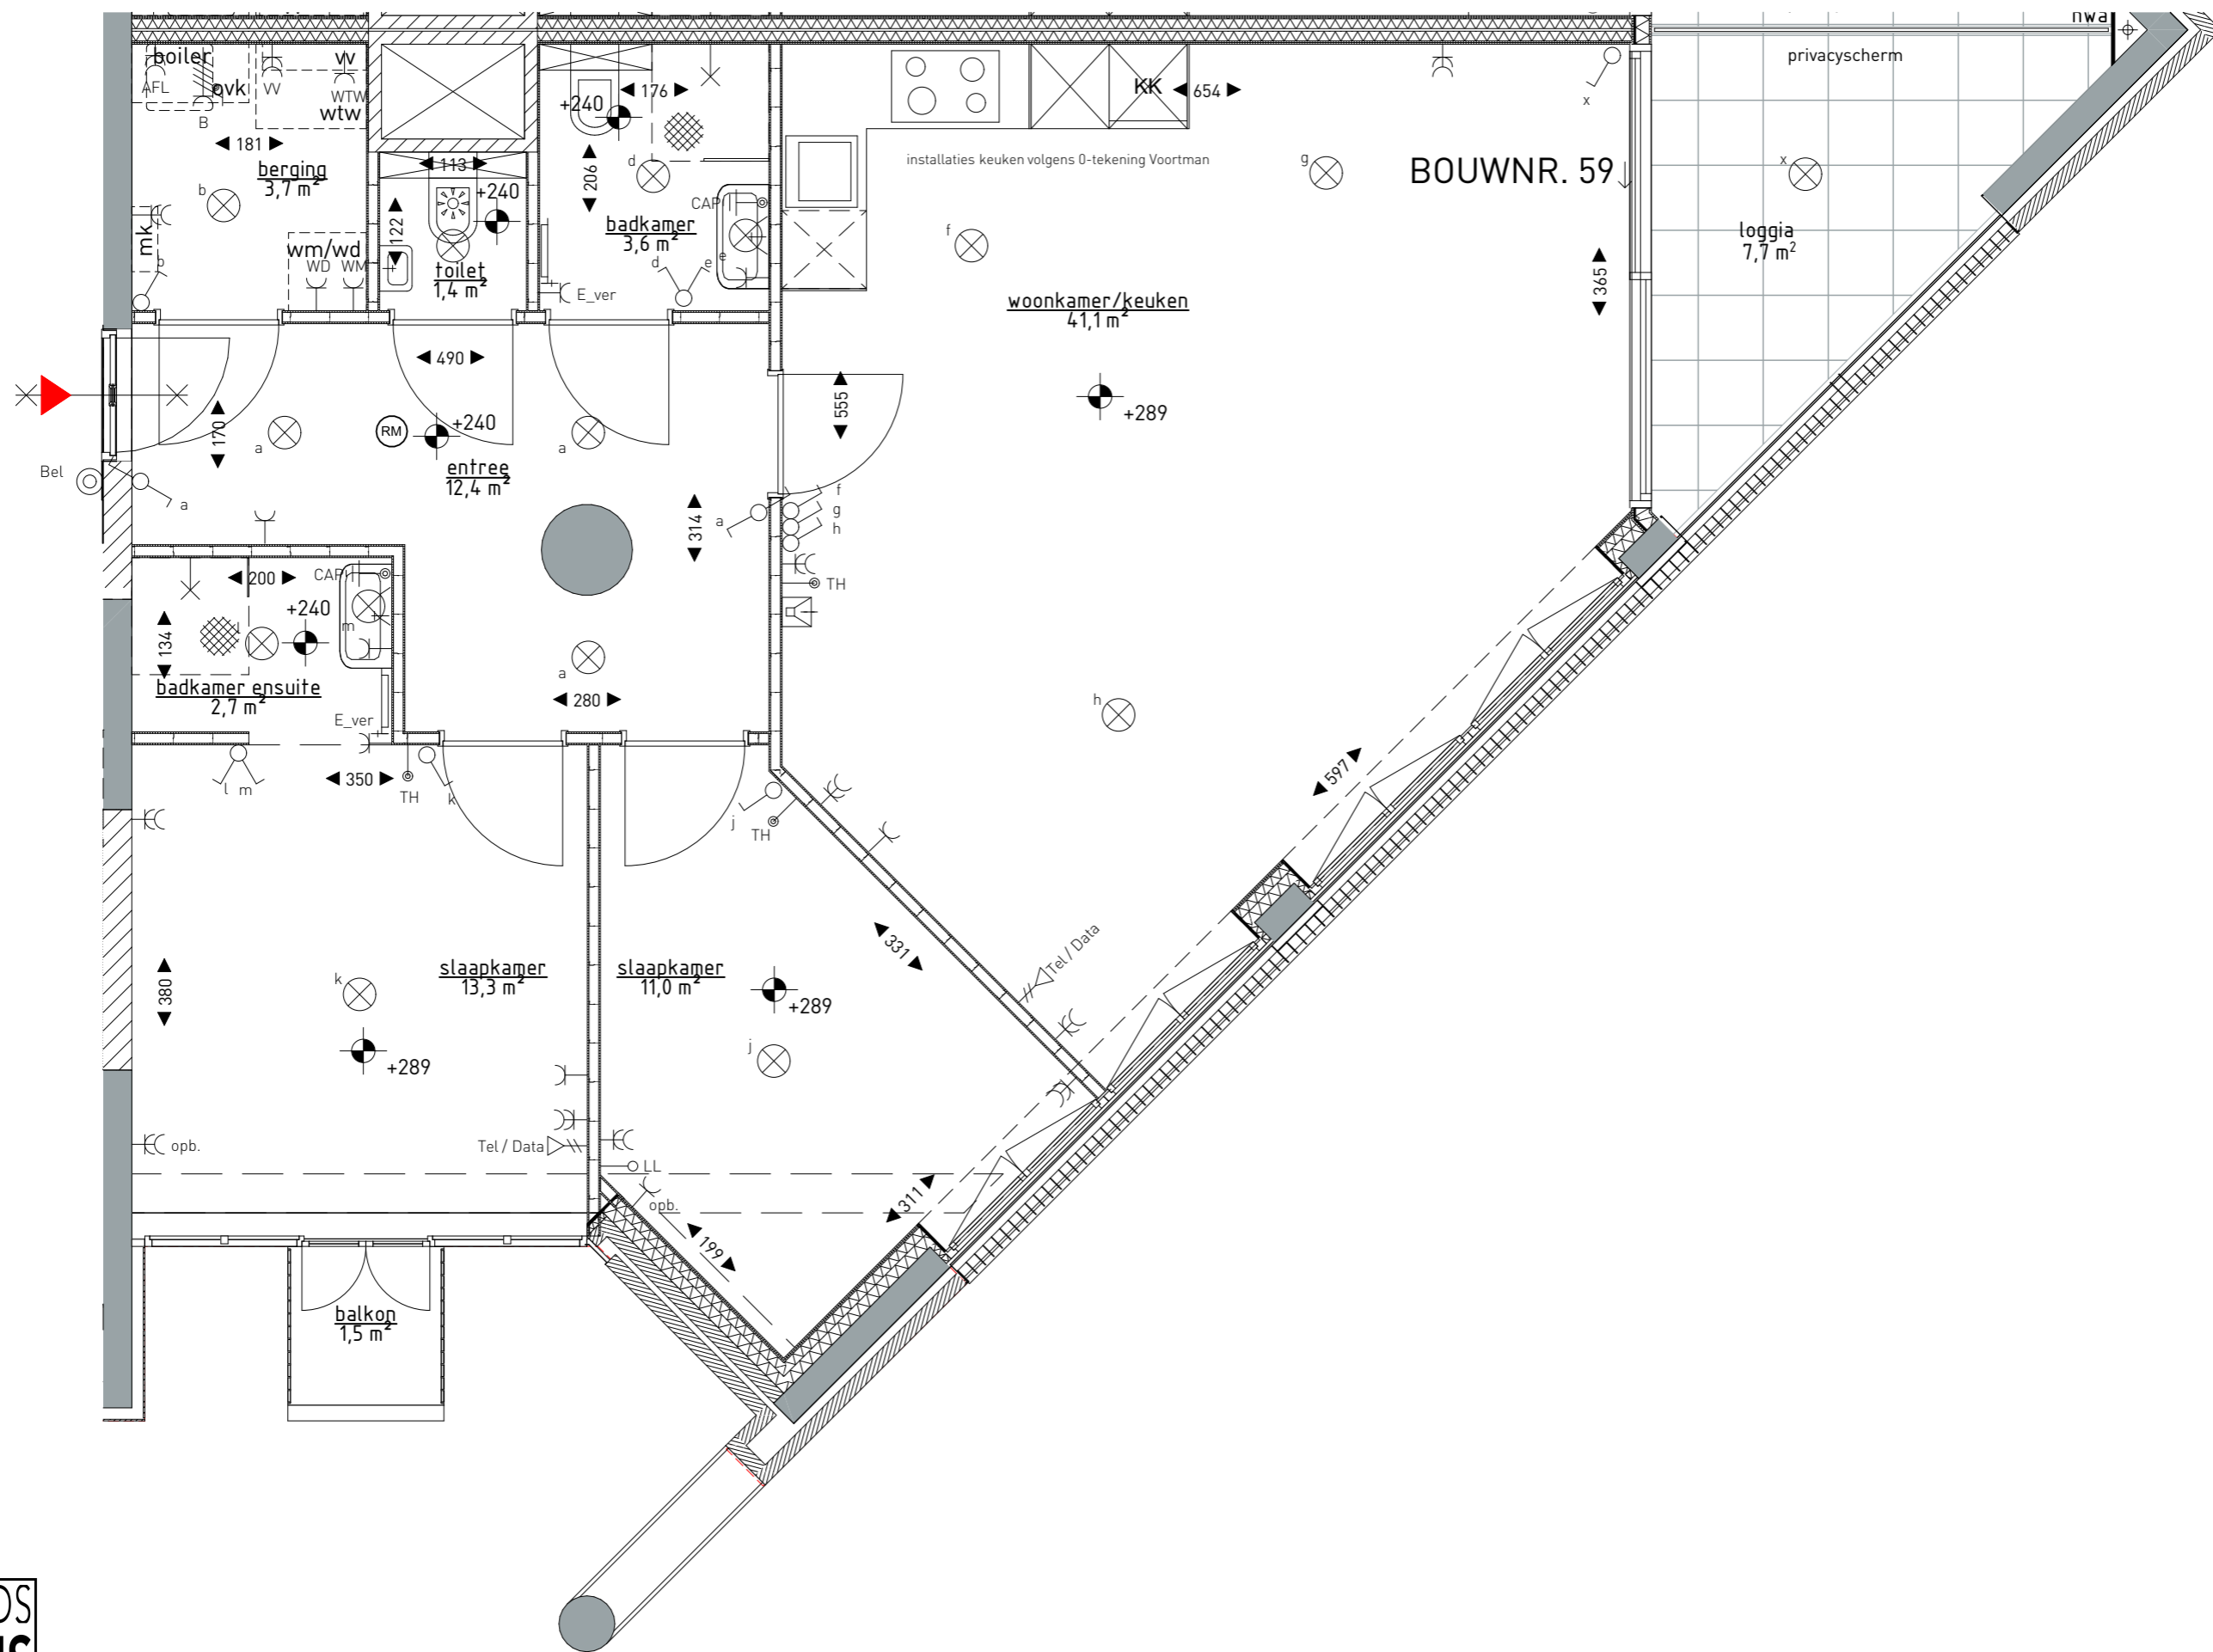 nwa
boiler
vv
privacyscherm
AFL
ovk
VV
WTW
wtw
KK
654
176
+240
B
181
berging
3,7 m²
113
+240
206
d
installaties keuken volgens 0-tekening Voortman
g
BOUWNR. 59
x
x
b
mk
122
CAP
badkamer
3,6 m²
f
loggia
7,7 m²
wm/wd
WD
WM
toilet
1,4 m²
b
d
e
e
E_ver
365
woonkamer/keuken
41,1 m²
490
555
+289
170
a
RM
+240
a
Bel
entree
12,4 m²
a
314
a
f
g
h
200
CAP
TH
+240
134
l
m
badkamer ensuite
2,7 m²
a
280
h
E_ver
350
l
m
TH
k
j
TH
597
331
Tel / Data
slaapkamer
13,3 m²
slaapkamer
11,0 m²
380
k
+289
j
+289
opb.
Tel / Data
LL
opb.
311
199
balkon
1,5 m²